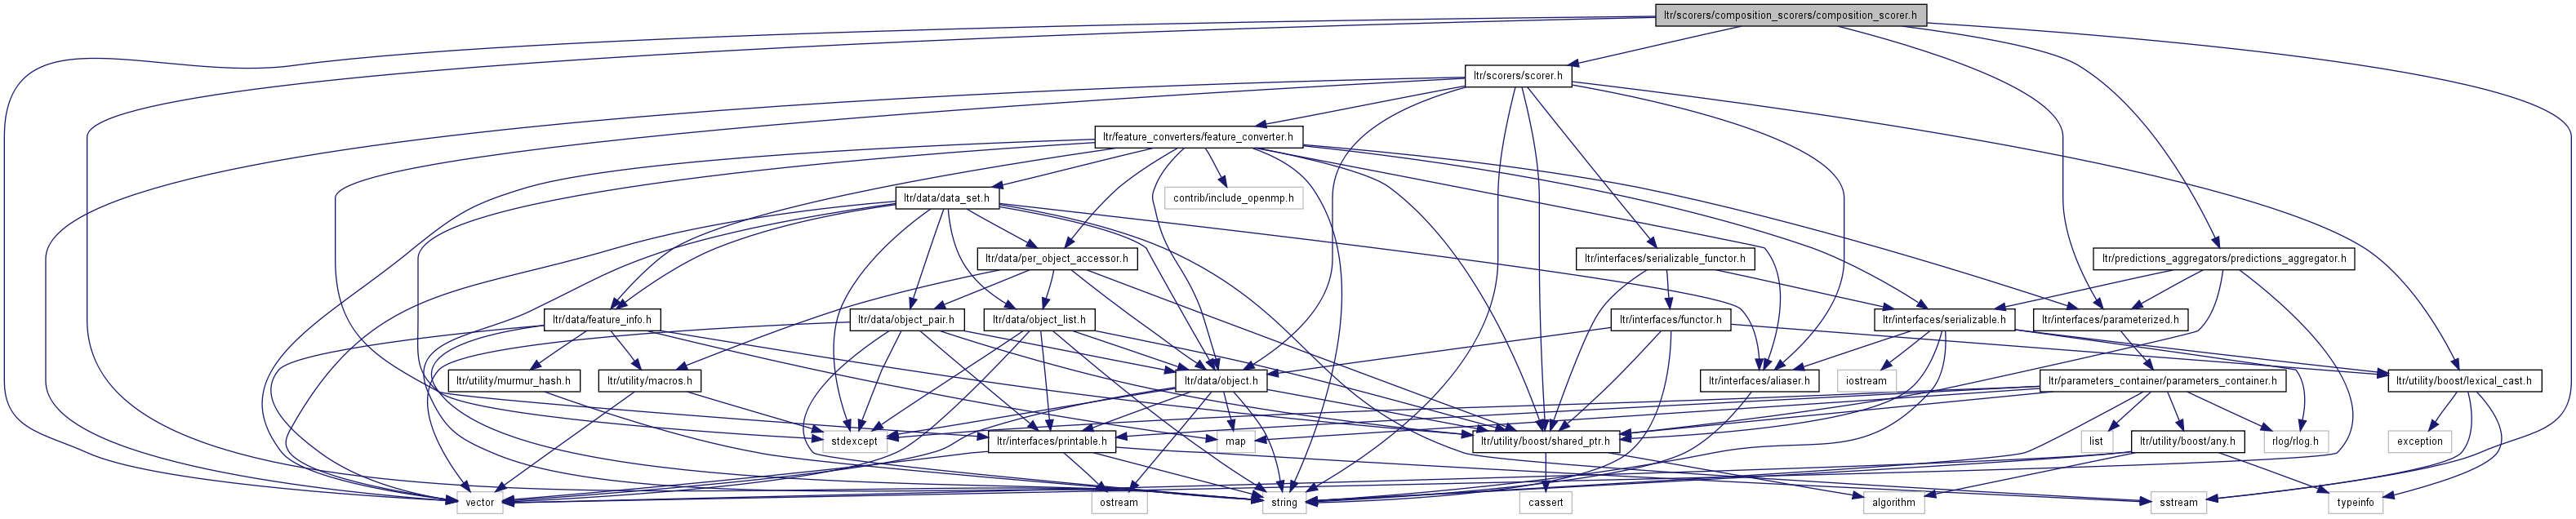 ltr/scorers/composition_scorers/composition_scorer.h
ltr/scorers/scorer.h
ltr/feature_converters/feature_converter.h
ltr/data/data_set.h
contrib/include_openmp.h
ltr/data/per_object_accessor.h
ltr/interfaces/serializable_functor.h
ltr/predictions_aggregators/predictions_aggregator.h
ltr/data/feature_info.h
ltr/data/object_pair.h
ltr/data/object_list.h
ltr/interfaces/functor.h
ltr/interfaces/serializable.h
ltr/interfaces/parameterized.h
ltr/utility/murmur_hash.h
ltr/utility/macros.h
ltr/data/object.h
ltr/interfaces/aliaser.h
iostream
ltr/parameters_container/parameters_container.h
ltr/utility/boost/lexical_cast.h
stdexcept
ltr/interfaces/printable.h
map
ltr/utility/boost/shared_ptr.h
list
ltr/utility/boost/any.h
rlog/rlog.h
exception
vector
ostream
string
cassert
algorithm
sstream
typeinfo